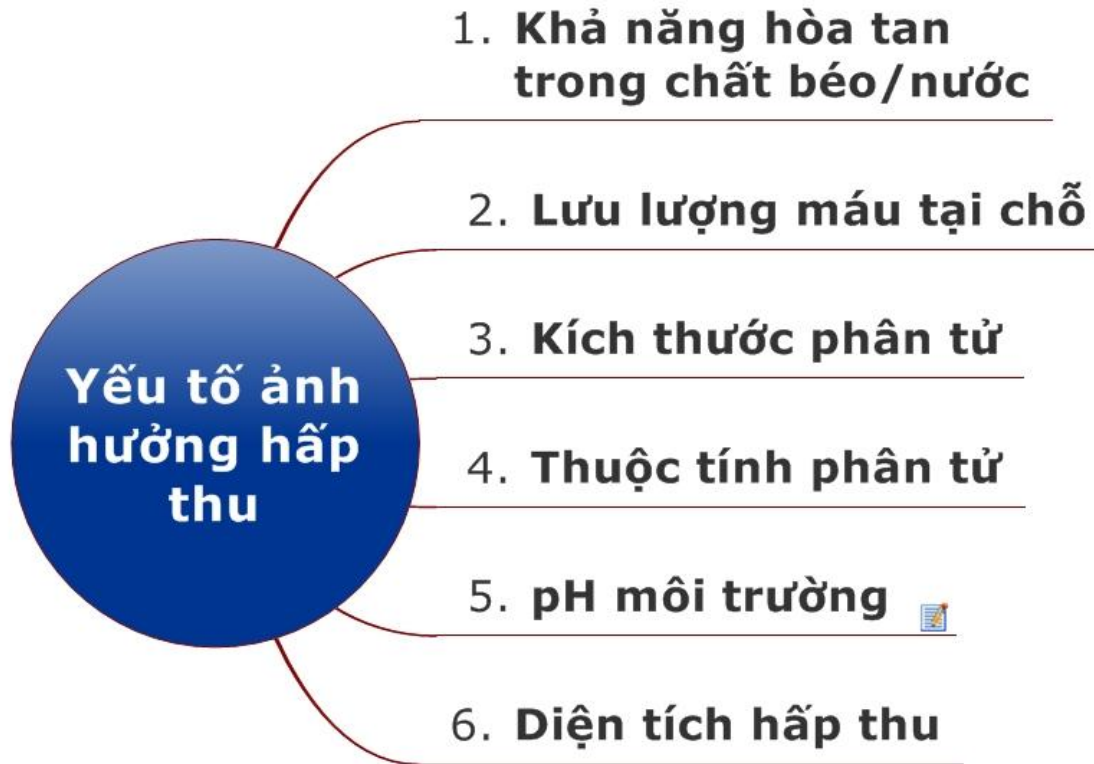 1. Khả năng hòa tan
trong chất béo/nước
2. Lưu lượng máu tại chỗ
3. Kích thước phân tử
Yếu tố ảnh
hưởng hấp
thu
4. Thuộc tính phân tử
5. pH môi trường
6. Diện tích hấp thu